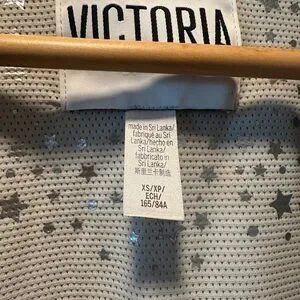 VICTORIA
made in Sri Lanka/
fabriqué au Sri
Lanka/hecho en
Sri Lanka/
fabbricato in
Sri Lanka
斯里兰卡制造
XS/XP/
ECH/
165/84A